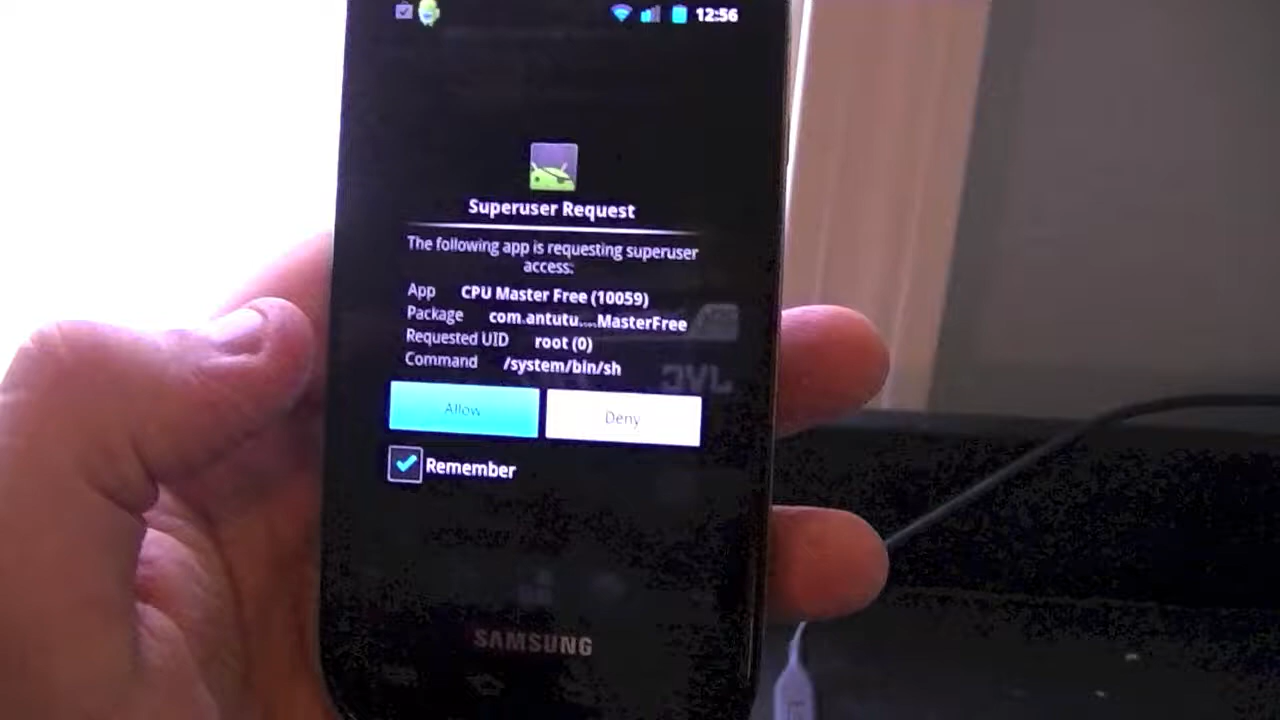 12:56
Superuser Request
The following app is requesting superuser
access:
App CPU Master Free (10059)
Package com.antutu....MasterFree
Requested UID root (0)
Command /system/bin/sh
Allow Deny
Remember
JVC
SAMSUNG